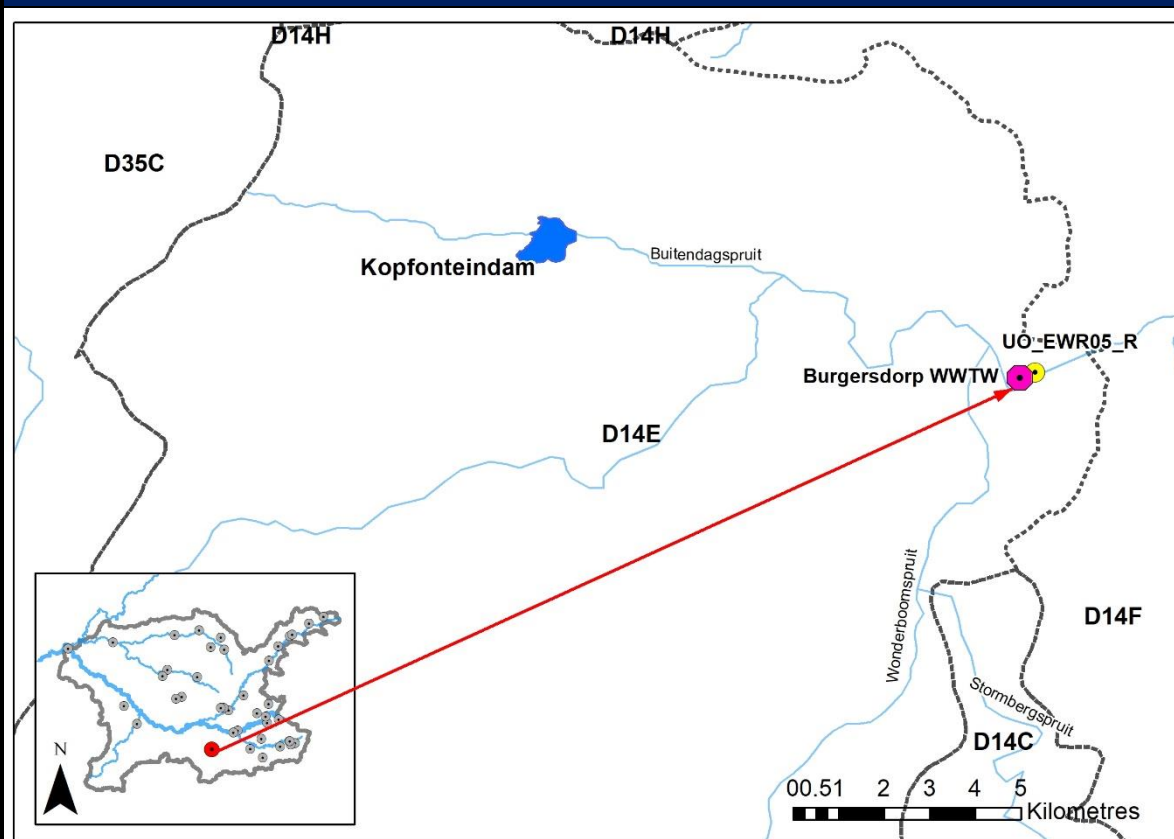 D14H
D14H
D35C
Kopfonteindam
Buitendagspruit
UO_EWR05_R
Burgersdorp WWTW
D14E
Wonderboomspruit
D14F
Stormbergspruit
D14C
N
00.51 2 3 4 5
Kilometres